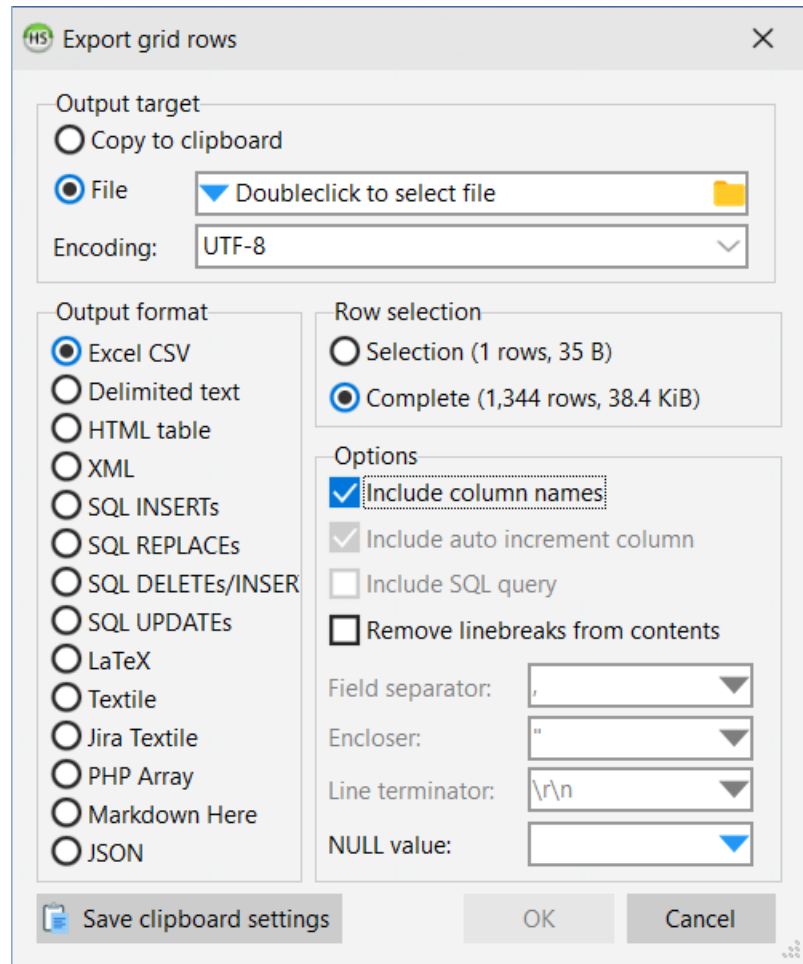 HS Export grid rows
Output target
Copy to clipboard
File Doubleclick to select file
Encoding: UTF-8
Output format
Excel CSV
Delimited text
HTML table
XML
SQL INSERTs
SQL REPLACEs
SQL DELETEs/INSER
SQL UPDATEs
LaTeX
Textile
Jira Textile
PHP Array
Markdown Here
JSON
Row selection
Selection (1 rows, 35 B)
Complete (1,344 rows, 38.4 KiB)
Options
Include column names
Include auto increment column
Include SQL query
Remove linebreaks from contents
Field separator: ,
Encloser: "
Line terminator: \r\n
NULL value:
Save clipboard settings OK Cancel